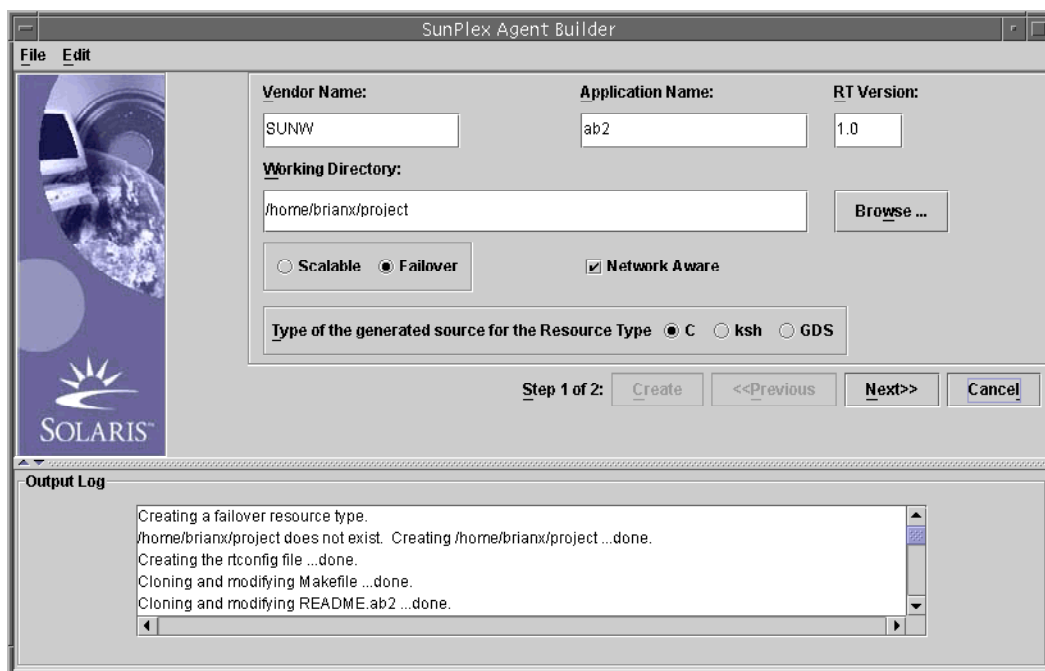 SunPlex Agent Builder
File Edit
Vendor Name: Application Name: RT Version:
SUNW ab2 1.0
Working Directory:
/home/brianx/project Browse ...
Scalable Failover Network Aware
Type of the generated source for the Resource Type C ksh GDS
Step 1 of 2: Create <<Previous Next>> Cancel
SOLARIS™
Output Log
Creating a failover resource type.
/home/brianx/project does not exist. Creating /home/brianx/project ...done.
Creating the rtconfig file ...done.
Cloning and modifying Makefile ...done.
Cloning and modifying README.ab2 ...done.